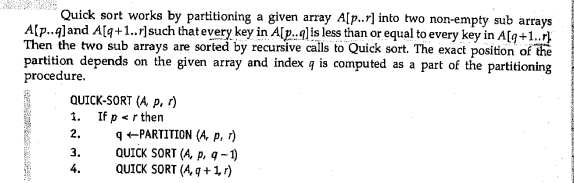 Quick sort works by partitioning a given array A[p..r] into two non-empty sub arrays
A[p..q] and A[q+1..r] such that every key in A[p..q] is less than or equal to every key in A[q+1..r].
Then the two sub arrays are sorted by recursive calls to Quick sort. The exact position of the
partition depends on the given array and index q is computed as a part of the partitioning
procedure.
QUICK-SORT (A, p, r)
1. If p < r then
2. q ←PARTITION (A, p, r)
3. QUICK SORT (A, p, q – 1)
4. QUICK SORT (A, q + 1, r)